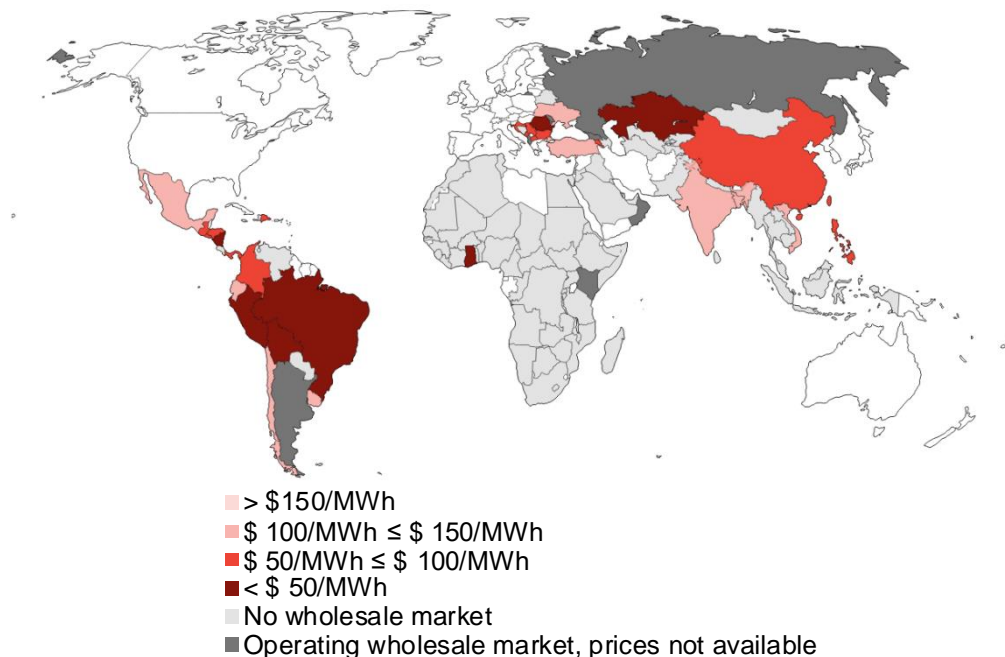 > $150/MWh
$ 100/MWh ≤ $ 150/MWh
$ 50/MWh ≤ $ 100/MWh
< $ 50/MWh
No wholesale market
Operating wholesale market, prices not available